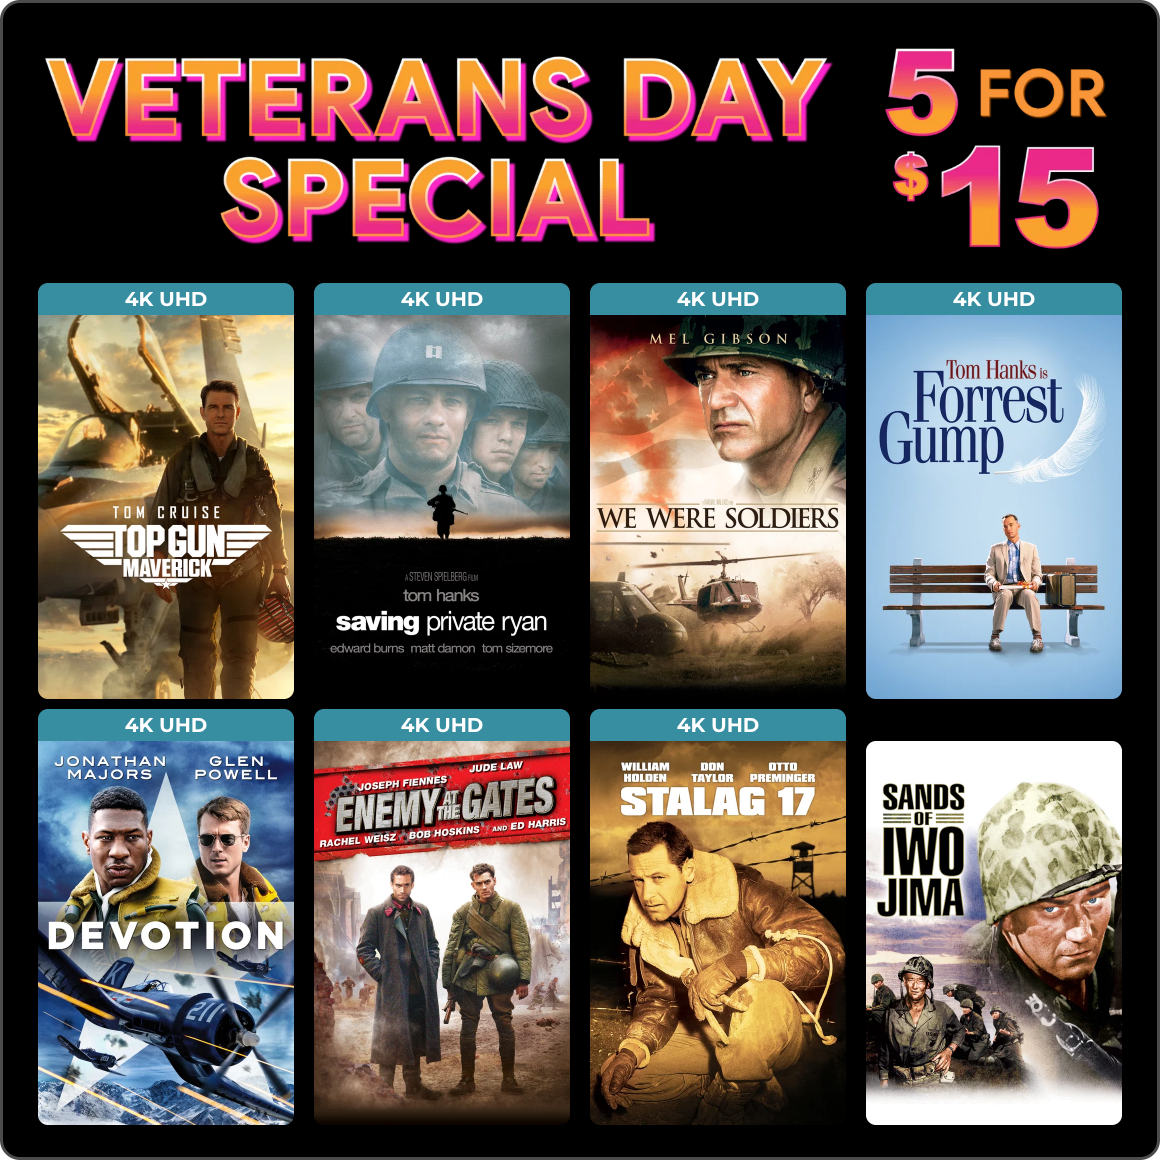 VETERANS DAY
SPECIAL
5 FOR
$15
4K UHD
TOM CRUISE
TOP GUN
MAVERICK
4K UHD
A STEVEN SPIELBERG FILM
tom hanks
saving private ryan
edward burns matt damon tom sizemore
4K UHD
MEL GIBSON
WE WERE SOLDIERS
4K UHD
Tom Hanks is
Forrest
Gump
4K UHD
JONATHAN MAJORS
GLEN POWELL
DEVOTION
211
4K UHD
JOSEPH FIENNES JUDE LAW
ENEMY AT THE GATES
RACHEL WEISZ BOB HOSKINS AND ED HARRIS
4K UHD
WILLIAM HOLDEN
DON TAYLOR
OTTO PREMINGER
STALAG 17
SANDS
OF
IWO
JIMA